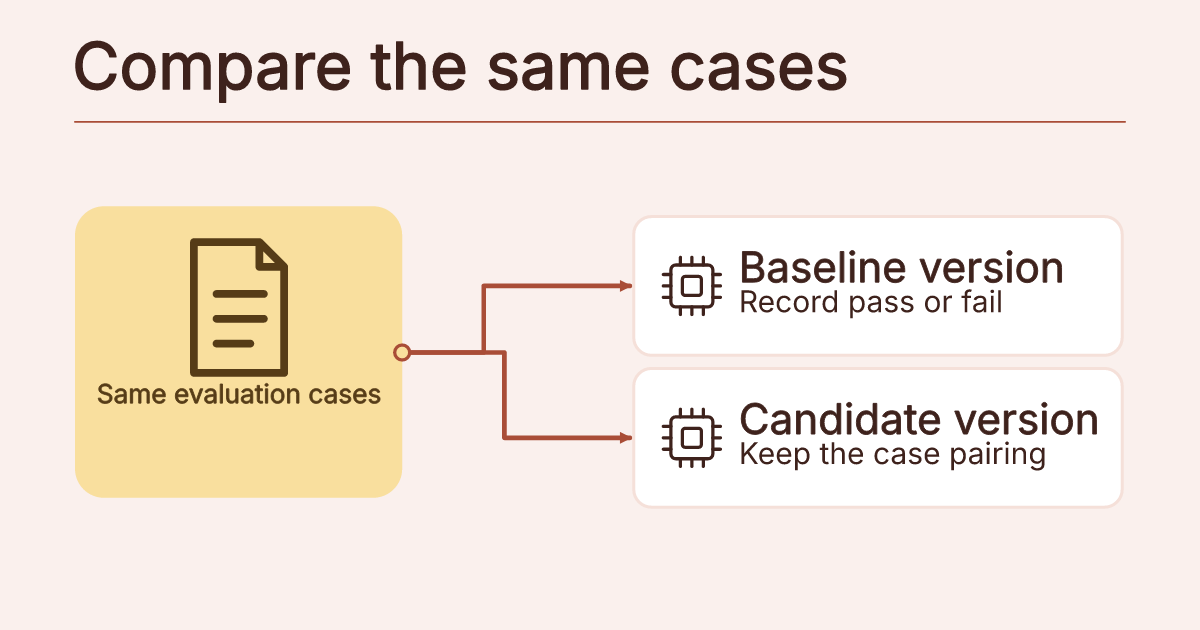 Compare the same cases
Same evaluation cases
Baseline version
Record pass or fail
Candidate version
Keep the case pairing